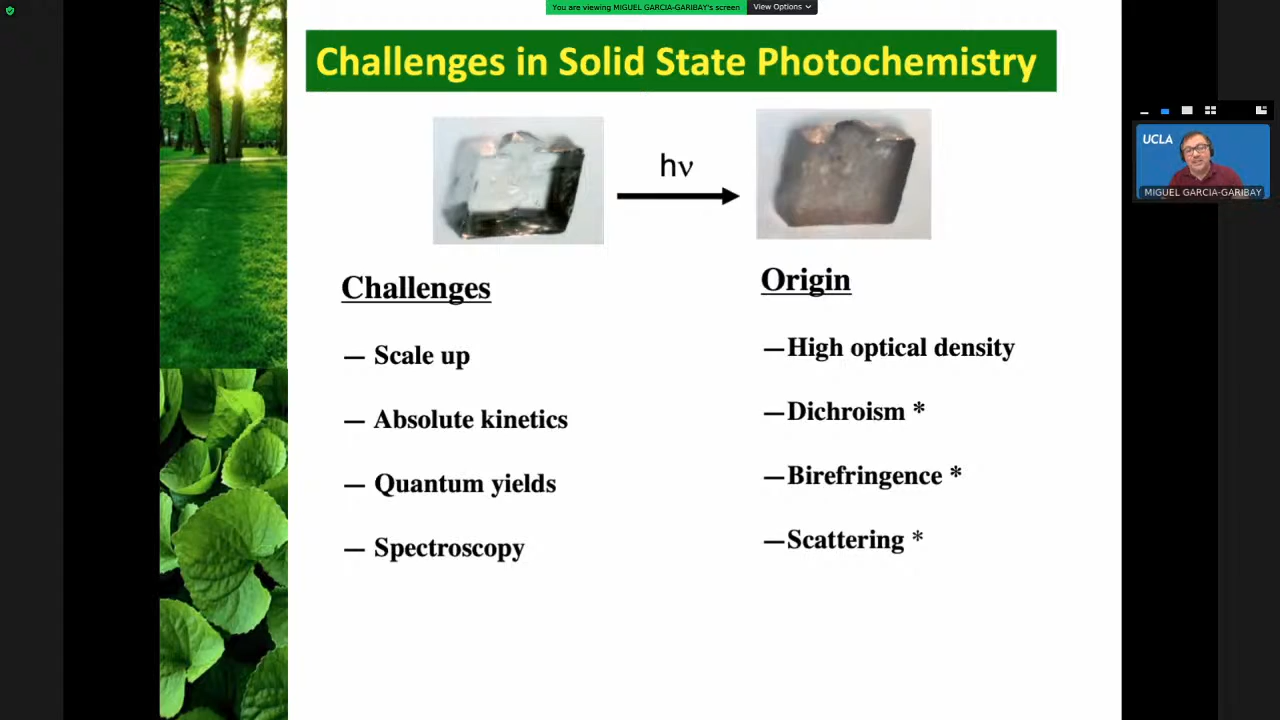 You are viewing MIGUEL GARCIA-GARIBAY's screen
View Options
Challenges in Solid State Photochemistry
hν
UCLA
MIGUEL GARCIA-GARIBAY
Challenges
— Scale up
— Absolute kinetics
— Quantum yields
— Spectroscopy
Origin
—High optical density
—Dichroism *
—Birefringence *
—Scattering *